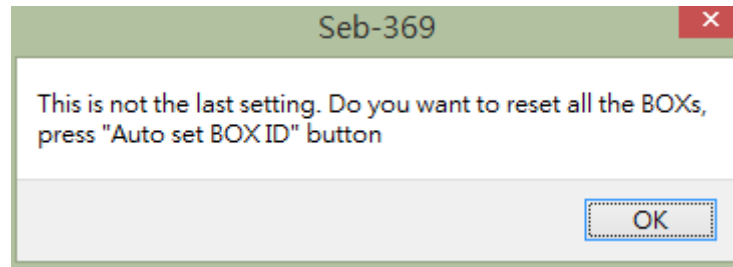 Seb-369
This is not the last setting. Do you want to reset all the BOXs,
press "Auto set BOX ID" button
OK